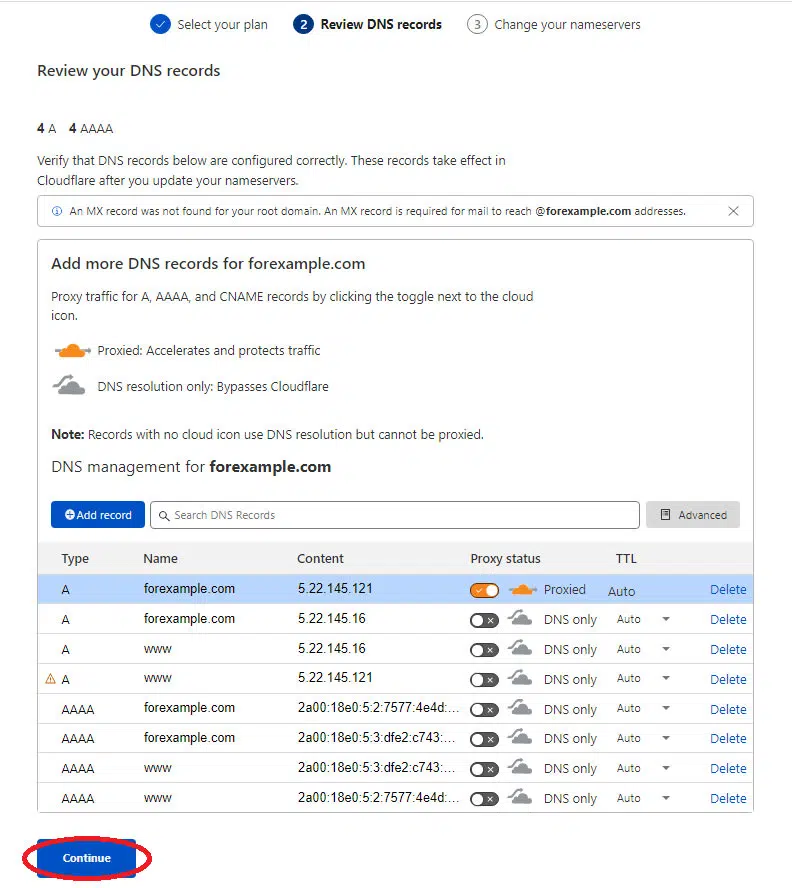 Select your plan 2 Review DNS records 3 Change your nameservers
Review your DNS records
4 A 4 AAAA
Verify that DNS records below are configured correctly. These records take effect in
Cloudflare after you update your nameservers.
An MX record was not found for your root domain. An MX record is required for mail to reach @forexample.com addresses.
Add more DNS records for forexample.com
Proxy traffic for A, AAAA, and CNAME records by clicking the toggle next to the cloud
icon.
Proxied: Accelerates and protects traffic
DNS resolution only: Bypasses Cloudflare
Note: Records with no cloud icon use DNS resolution but cannot be proxied.
DNS management for forexample.com
Add record Search DNS Records Advanced
Type Name Content Proxy status TTL
A forexample.com 5.22.145.121 Proxied Auto Delete
A forexample.com 5.22.145.16 DNS only Auto Delete
A www 5.22.145.16 DNS only Auto Delete
A www 5.22.145.121 DNS only Auto Delete
AAAA forexample.com 2a00:18e0:5:2:7577:4e4d:... DNS only Auto Delete
AAAA forexample.com 2a00:18e0:5:3:dfe2:c743:... DNS only Auto Delete
AAAA www 2a00:18e0:5:3:dfe2:c743:... DNS only Auto Delete
AAAA www 2a00:18e0:5:2:7577:4e4d:... DNS only Auto Delete
Continue